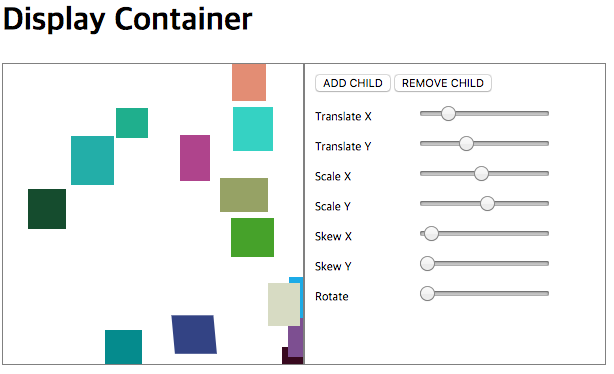 Display Container
ADD CHILD REMOVE CHILD
Translate X
Translate Y
Scale X
Scale Y
Skew X
Skew Y
Rotate